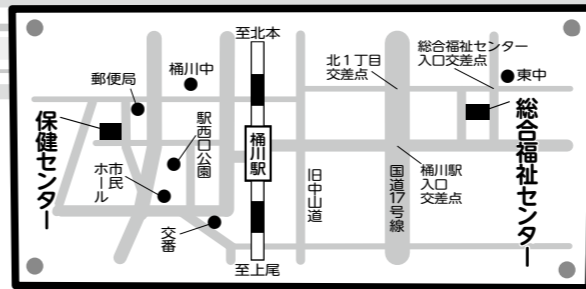 至北本
桶川中
郵便局
保健センター
駅西口公園
市民
ホール
交番
桶川駅
至上尾
旧中山道
北1丁目
交差点
国道17号線
桶川駅
入口
交差点
総合福祉センター
入口交差点
東中
総合福祉センター